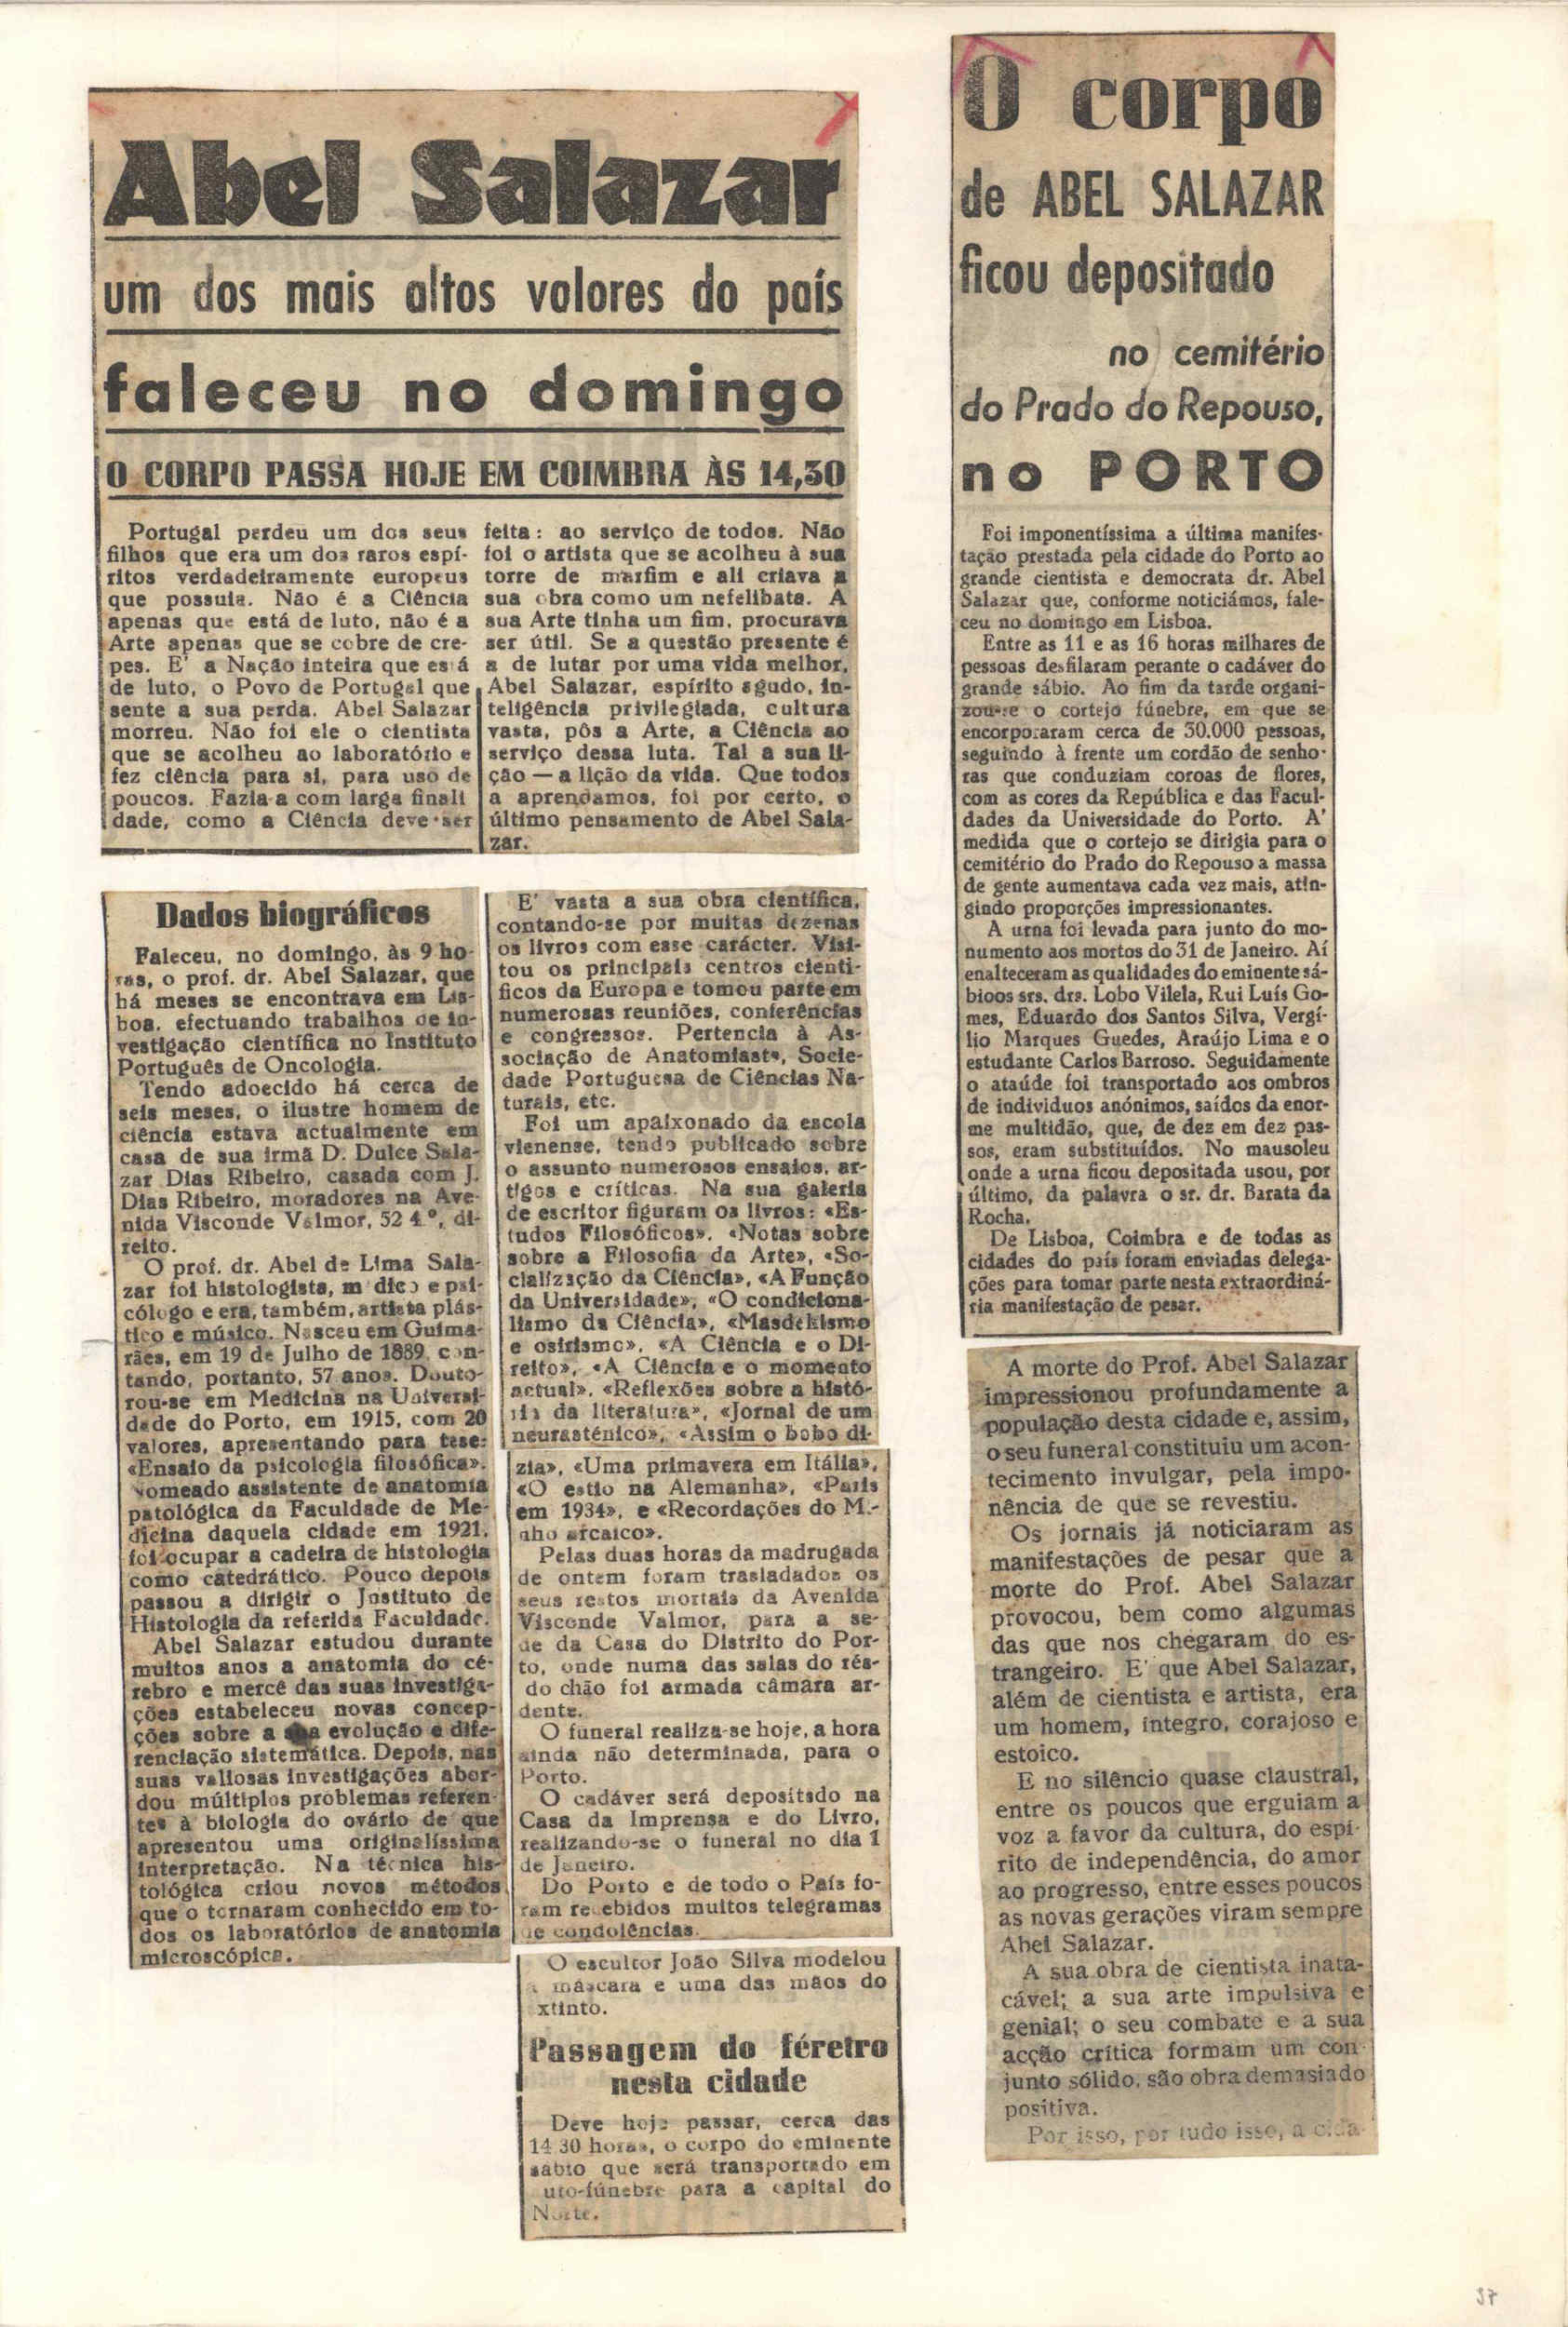 Abel Salazar
um dos mais altos valores do país
faleceu no domingo
O CORPO PASSA HOJE EM COIMBRA ÀS 14,30
Portugal perdeu um dos seus
filhos que era um dos raros espí-
ritos verdadeiramente europeus
que possuia. Não é a Ciência
apenas que está de luto, não é a
Arte apenas que se cobre de cre-
pes. E' a Nação inteira que está
de luto, o Povo de Portugal que
sente a sua perda. Abel Salazar
morreu. Não foi ele o cientista
que se acolheu ao laboratório e
fez ciência para si, para uso de
poucos. Fazia-a com larga finali
dade, como a Ciência deve ser
feita: ao serviço de todos. Não
foi o artista que se acolheu à sua
torre de marfim e ali criava a
sua obra como um nefelibata. A
sua Arte tinha um fim, procurava
ser útil. Se a questão presente é
a de lutar por uma vida melhor,
Abel Salazar, espírito agudo, in-
teligência privilegiada, cultura
vasta, pôs a Arte, a Ciência ao
serviço dessa luta. Tal a sua li-
ção — a lição da vida. Que todos
a aprendamos, foi por certo, o
último pensamento de Abel Sala-
zar.
Dados biográficos
Faleceu, no domingo, às 9 ho-
ras, o prof. dr. Abel Salazar, que
há meses se encontrava em Lis-
boa, efectuando trabalhos de in-
vestigação científica no Instituto
Português de Oncologia.
Tendo adoecido há cerca de
seis meses, o ilustre homem de
ciência estava actualmente em
casa de sua irmã D. Dulce Sala-
zar Dias Ribeiro, casada com J.
Dias Ribeiro, moradores na Ave-
nida Visconde Valmor, 52 4.º, di-
reito.
O prof. dr. Abel de Lima Sala-
zar foi histologista, m dico e psi-
cólogo e era, também, artista plás-
tico e músico. Nasceu em Guima-
rães, em 19 de Julho de 1889, con-
tando, portanto, 57 anos. Douto-
rou-se em Medicina na Universi-
dade do Porto, em 1915, com 20
valores, apresentando para tese:
«Ensaio da psicologia filosófica».
Nomeado assistente de anatomia
patológica da Faculdade de Me-
dicina daquela cidade em 1921,
foi ocupar a cadeira de histologia
como catedrático. Pouco depois
passou a dirigir o Instituto de
Histologia da referida Faculdade.
Abel Salazar estudou durante
muitos anos a anatomia do cé-
rebro e mercê das suas investiga-
ções estabeleceu novas concep-
ções sobre a sua evolução e dife-
renciação sistemática. Depois, nas
suas valiosas investigações abor-
dou múltiplos problemas referen-
tes à biologia do ovário de que
apresentou uma originalíssima
interpretação. Na técnica his-
tológica criou novos métodos
que o tornaram conhecido em to-
dos os laboratórios de anatomia
microscópica.
E' vasta a sua obra científica,
contando-se por muitas dezenas
os livros com esse carácter. Visi-
tou os principais centros cientí-
ficos da Europa e tomou parte em
numerosas reuniões, conferências
e congressos. Pertencia à As-
sociação de Anatomiasts, Socie-
dade Portuguesa de Ciências Na-
turais, etc.
Foi um apaixonado da escola
vienense, tendo publicado sobre
o assunto numerosos ensaios, ar-
tigos e críticas. Na sua galeria
de escritor figuram os livros: «Es-
tudos Filosóficos», «Notas sobre
sobre a Filosofia da Arte», «So-
cialização da Ciência», «A Função
da Universidade», «O condiciona-
lismo da Ciência», «Masdekismo
e osirismo», «A Ciência e o Di-
reito», «A Ciência e o momento
actual», «Reflexões sobre a histó-
ria da literatura», «Jornal de um
neurasténico», «Assim o bobo di-
zia», «Uma primavera em Itália»,
«O estio na Alemanha», «Paris
em 1934», e «Recordações do Mi-
nho arcaico».
Pelas duas horas da madrugada
de ontem foram trasladados os
seus restos mortais da Avenida
Visconde Valmor, para a se-
de da Casa do Distrito do Por-
to, onde numa das salas do rés-
do chão foi armada câmara ar-
dente.
O funeral realiza-se hoje, a hora
ainda não determinada, para o
Porto.
O cadáver será depositado na
Casa da Imprensa e do Livro,
realizando-se o funeral no dia 1
de Janeiro.
Do Porto e de todo o País fo-
ram recebidos muitos telegramas
de condolências.
O escultor João Silva modelou
a máscara e uma das mãos do
xtinto.
Passagem do féretro
nesta cidade
Deve hoje passar, cerca das
14 30 horas, o corpo do eminente
sábio que será transportado em
uto-fúnebre para a capital do
Norte.
O corpo
de ABEL SALAZAR
ficou depositado
no cemitério
do Prado do Repouso,
no PORTO
Foi imponentíssima a última manifes-
tação prestada pela cidade do Porto ao
grande cientista e democrata dr. Abel
Salazar que, conforme noticiámos, fale-
ceu no domingo em Lisboa.
Entre as 11 e as 16 horas milhares de
pessoas desfilaram perante o cadáver do
grande sábio. Ao fim da tarde organi-
zou-se o cortejo fúnebre, em que se
encorporaram cerca de 30.000 pessoas,
seguindo à frente um cordão de senho-
ras que conduziam coroas de flores,
com as cores da República e das Facul-
dades da Universidade do Porto. A'
medida que o cortejo se dirigia para o
cemitério do Prado do Repouso a massa
de gente aumentava cada vez mais, atin-
gindo proporções impressionantes.
A urna foi levada para junto do mo-
numento aos mortos do 31 de Janeiro. Aí
enalteceram as qualidades do eminente sá-
bioos srs. drs. Lobo Vilela, Rui Luís Go-
mes, Eduardo dos Santos Silva, Vergí-
lio Marques Guedes, Araújo Lima e o
estudante Carlos Barroso. Seguidamente
o ataúde foi transportado aos ombros
de individuos anónimos, saídos da enor-
me multidão, que, de dez em dez pas-
sos, eram substituídos. No mausoleu
onde a urna ficou depositada usou, por
último, da palavra o sr. dr. Barata da
Rocha.
De Lisboa, Coimbra e de todas as
cidades do país foram enviadas delega-
ções para tomar parte nesta extraordiná-
ria manifestação de pesar.
A morte do Prof. Abel Salazar
impressionou profundamente a
população desta cidade e, assim,
o seu funeral constituiu um acon-
tecimento invulgar, pela impo-
nência de que se revestiu.
Os jornais já noticiaram as
manifestações de pesar que a
morte do Prof. Abel Salazar
provocou, bem como algumas
das que nos chegaram do es-
trangeiro. E' que Abel Salazar,
além de cientista e artista, era
um homem, íntegro, corajoso e
estoico.
E no silêncio quase claustral,
entre os poucos que erguiam a
voz a favor da cultura, do espí-
rito de independência, do amor
ao progresso, entre esses poucos
as novas gerações viram sempre
Abel Salazar.
A sua obra de cientista inata-
cável; a sua arte impulsiva e
genial; o seu combate e a sua
acção crítica formam um con
junto sólido, são obra demasiado
positiva.
Por isso, por tudo isso, a cida-
37